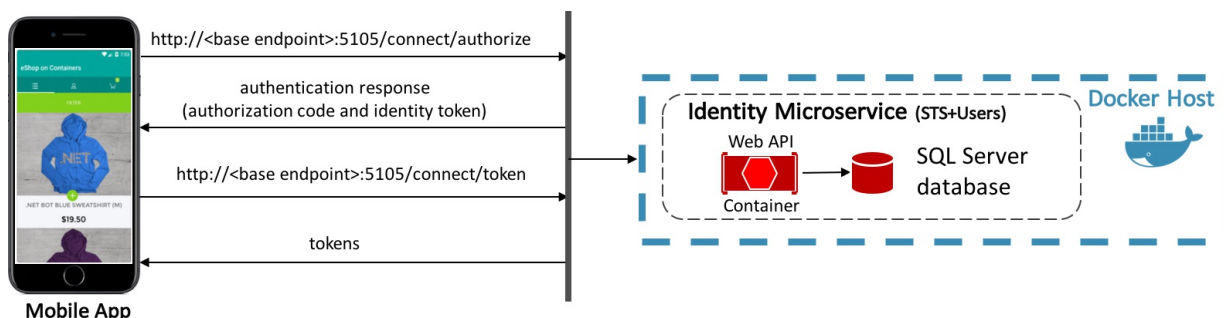 http://<base endpoint>:5105/connect/authorize
authentication response
(authorization code and identity token)
http://<base endpoint>:5105/connect/token
tokens
eShop on Containers
.NET
.NET BOT BLUE SWEATSHIRT (M)
$19.50
Mobile App
Docker Host
Identity Microservice (STS+Users)
Web API
Container
SQL Server
database